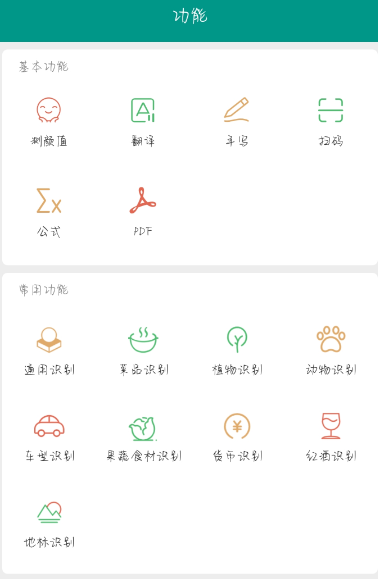 功能
基本功能
测颜值 翻译 手写 扫码
公式 PDF
常用功能
通用识别 菜品识别 植物识别 动物识别
车型识别 果蔬食材识别 货币识别 红酒识别
地标识别